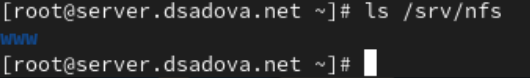 [root@server.dsadova.net ~]# ls /srv/nfs
www
[root@server.dsadova.net ~]#